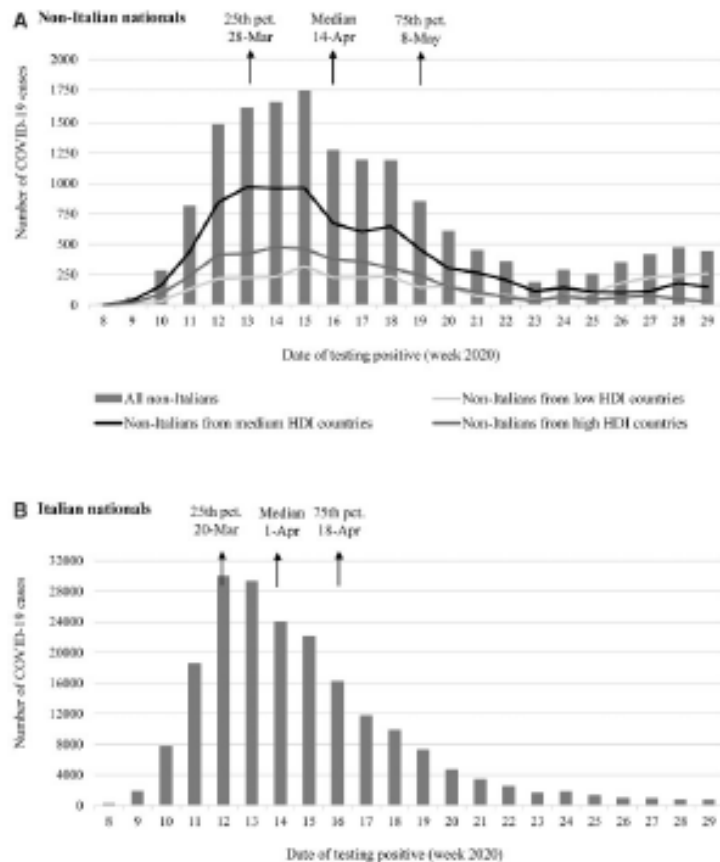 A Non-Italian nationals
25th pct.
28-Mar
Median
14-Apr
75th pct.
8-May
Number of COVID-19 cases
2000
1750
1500
1250
1000
750
500
250
0
8 9 10 11 12 13 14 15 16 17 18 19 20 21 22 23 24 25 26 27 28 29
Date of testing positive (week 2020)
All non-Italians
Non-Italians from low HDI countries
Non-Italians from medium HDI countries
Non-Italians from high HDI countries
B Italian nationals
25th pct.
20-Mar
Median
1-Apr
75th pct.
18-Apr
Number of COVID-19 cases
32000
28000
24000
20000
16000
12000
8000
4000
0
8 9 10 11 12 13 14 15 16 17 18 19 20 21 22 23 24 25 26 27 28 29
Date of testing positive (week 2020)